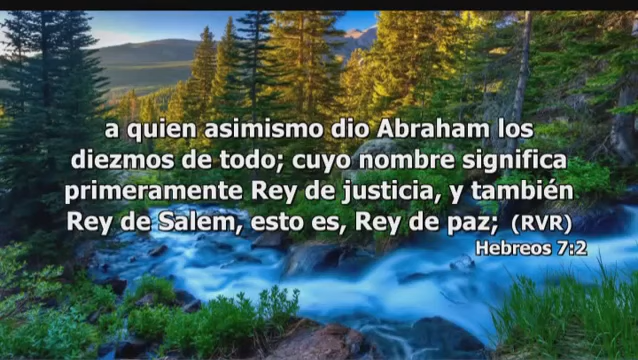 a quien asimismo dio Abraham los
diezmos de todo; cuyo nombre significa
primeramente Rey de justicia, y también
Rey de Salem, esto es, Rey de paz; (RVR)
Hebreos 7:2